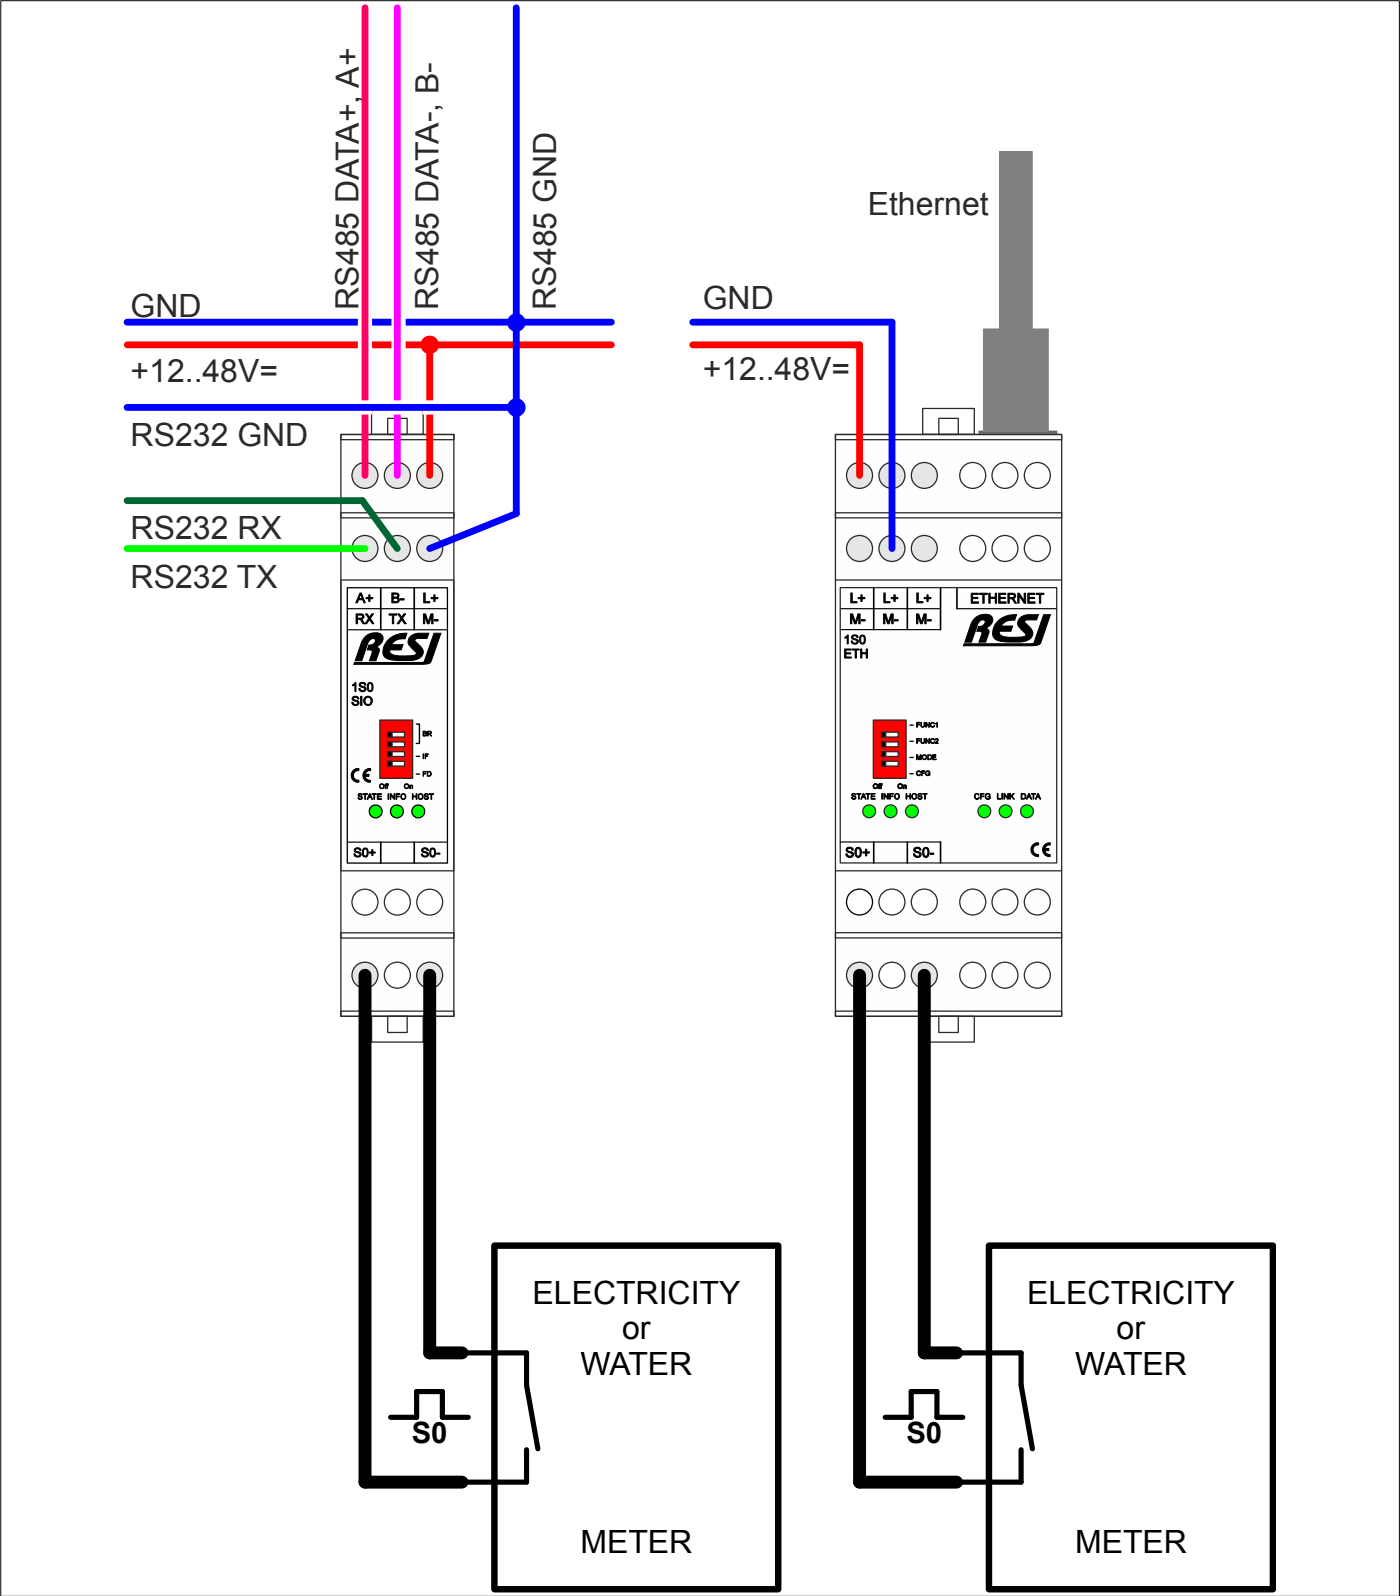 RS485 DATA+, A+
RS485 DATA-, B-
RS485 GND
GND
+12..48V=
RS232 GND
RS232 RX
RS232 TX
A+ B- L+
RX TX M-
RESI
1S0
SIO
BR
IF
FD
Off On
CE
STATE INFO HOST
S0+ S0-
S0
ELECTRICITY
or
WATER
METER
Ethernet
GND
+12..48V=
L+ L+ L+ ETHERNET
M- M- M-
RESI
1S0
ETH
FUNC1
FUNC2
MODE
CFG
Off On
STATE INFO HOST CFG LINK DATA
S0+ S0- CE
S0
ELECTRICITY
or
WATER
METER